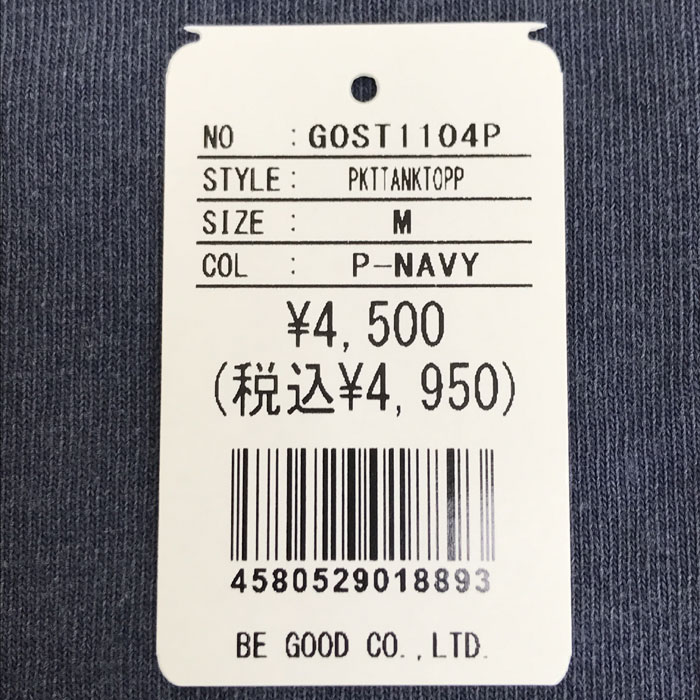 NO : GOST1104P
STYLE: PKTTANKTOPP
SIZE : M
COL : P-NAVY
¥4,500
(税込¥4,950)
4580529018893
BE GOOD CO.,LTD.